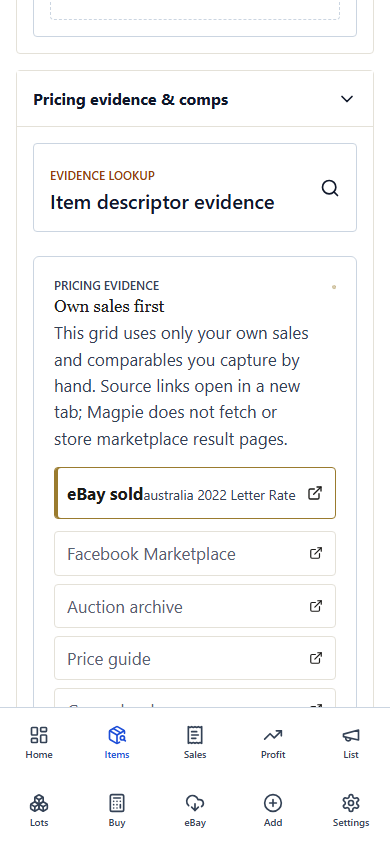 Pricing evidence & comps
EVIDENCE LOOKUP
Item descriptor evidence
PRICING EVIDENCE
Own sales first
This grid uses only your own sales
and comparables you capture by
hand. Source links open in a new
tab; Magpie does not fetch or
store marketplace result pages.
eBay sold australia 2022 Letter Rate
Facebook Marketplace
Auction archive
Price guide
Home Items Sales Profit List
Lots Buy eBay Add Settings